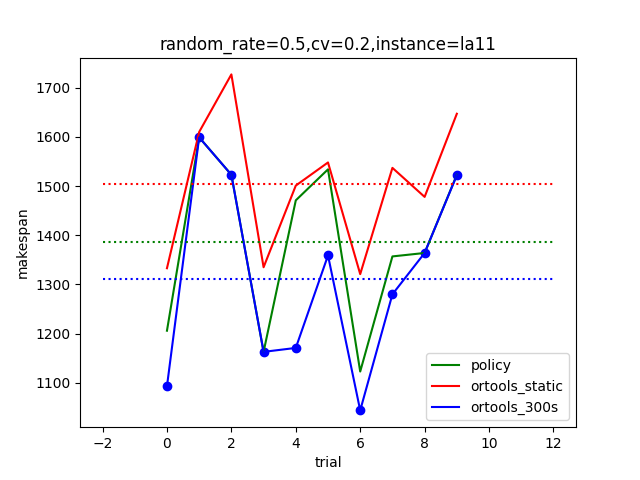 random_rate=0.5,cv=0.2,instance=la11
1700
1600
1500
1400
1300
1200
1100
makespan
−2
0
2
4
6
8
10
12
trial
policy
ortools_static
ortools_300s